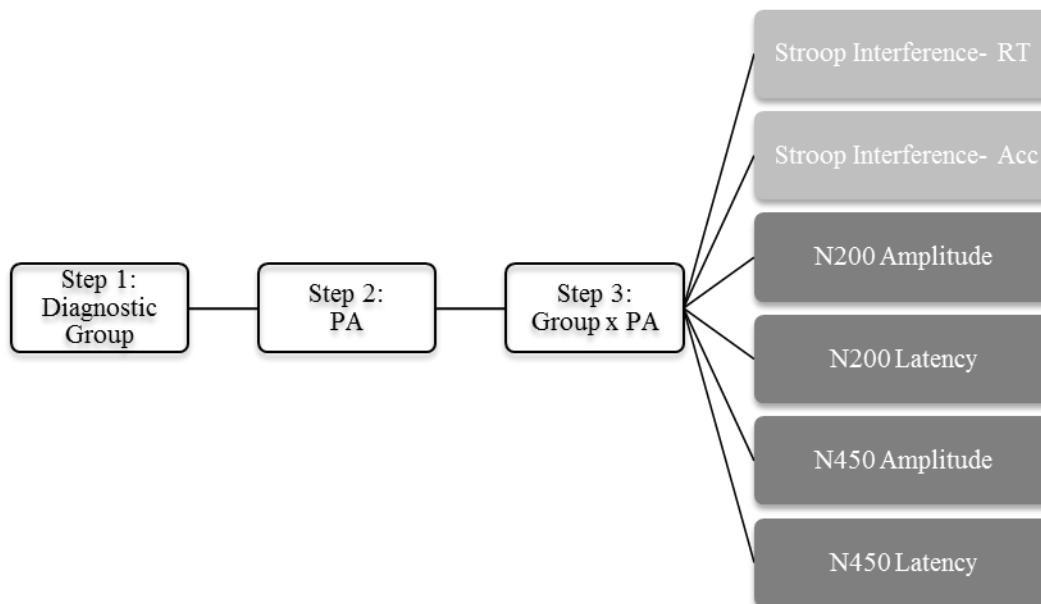 Step 1:
Diagnostic
Group
Step 2:
PA
Step 3:
Group x PA
Stroop Interference- RT
Stroop Interference- Acc
N200 Amplitude
N200 Latency
N450 Amplitude
N450 Latency